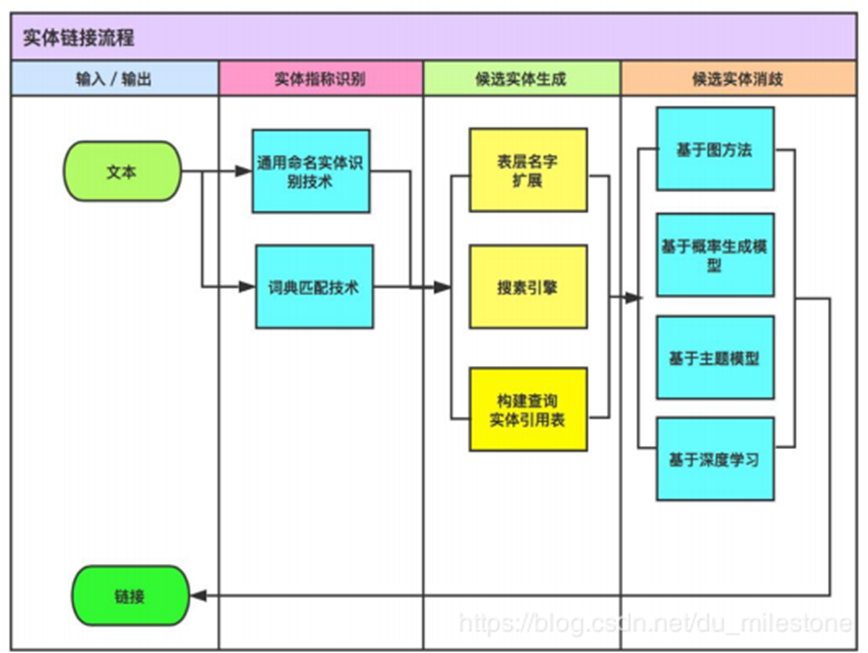 实体链接流程
输入 / 输出
实体指称识别
候选实体生成
候选实体消歧
文本
通用命名实体识
别技术
词典匹配技术
表层名字
扩展
搜素引擎
构建查询
实体引用表
基于图方法
基于概率生成模
型
基于主题模型
基于深度学习
链接
https://blog.csdn.net/du_milestone